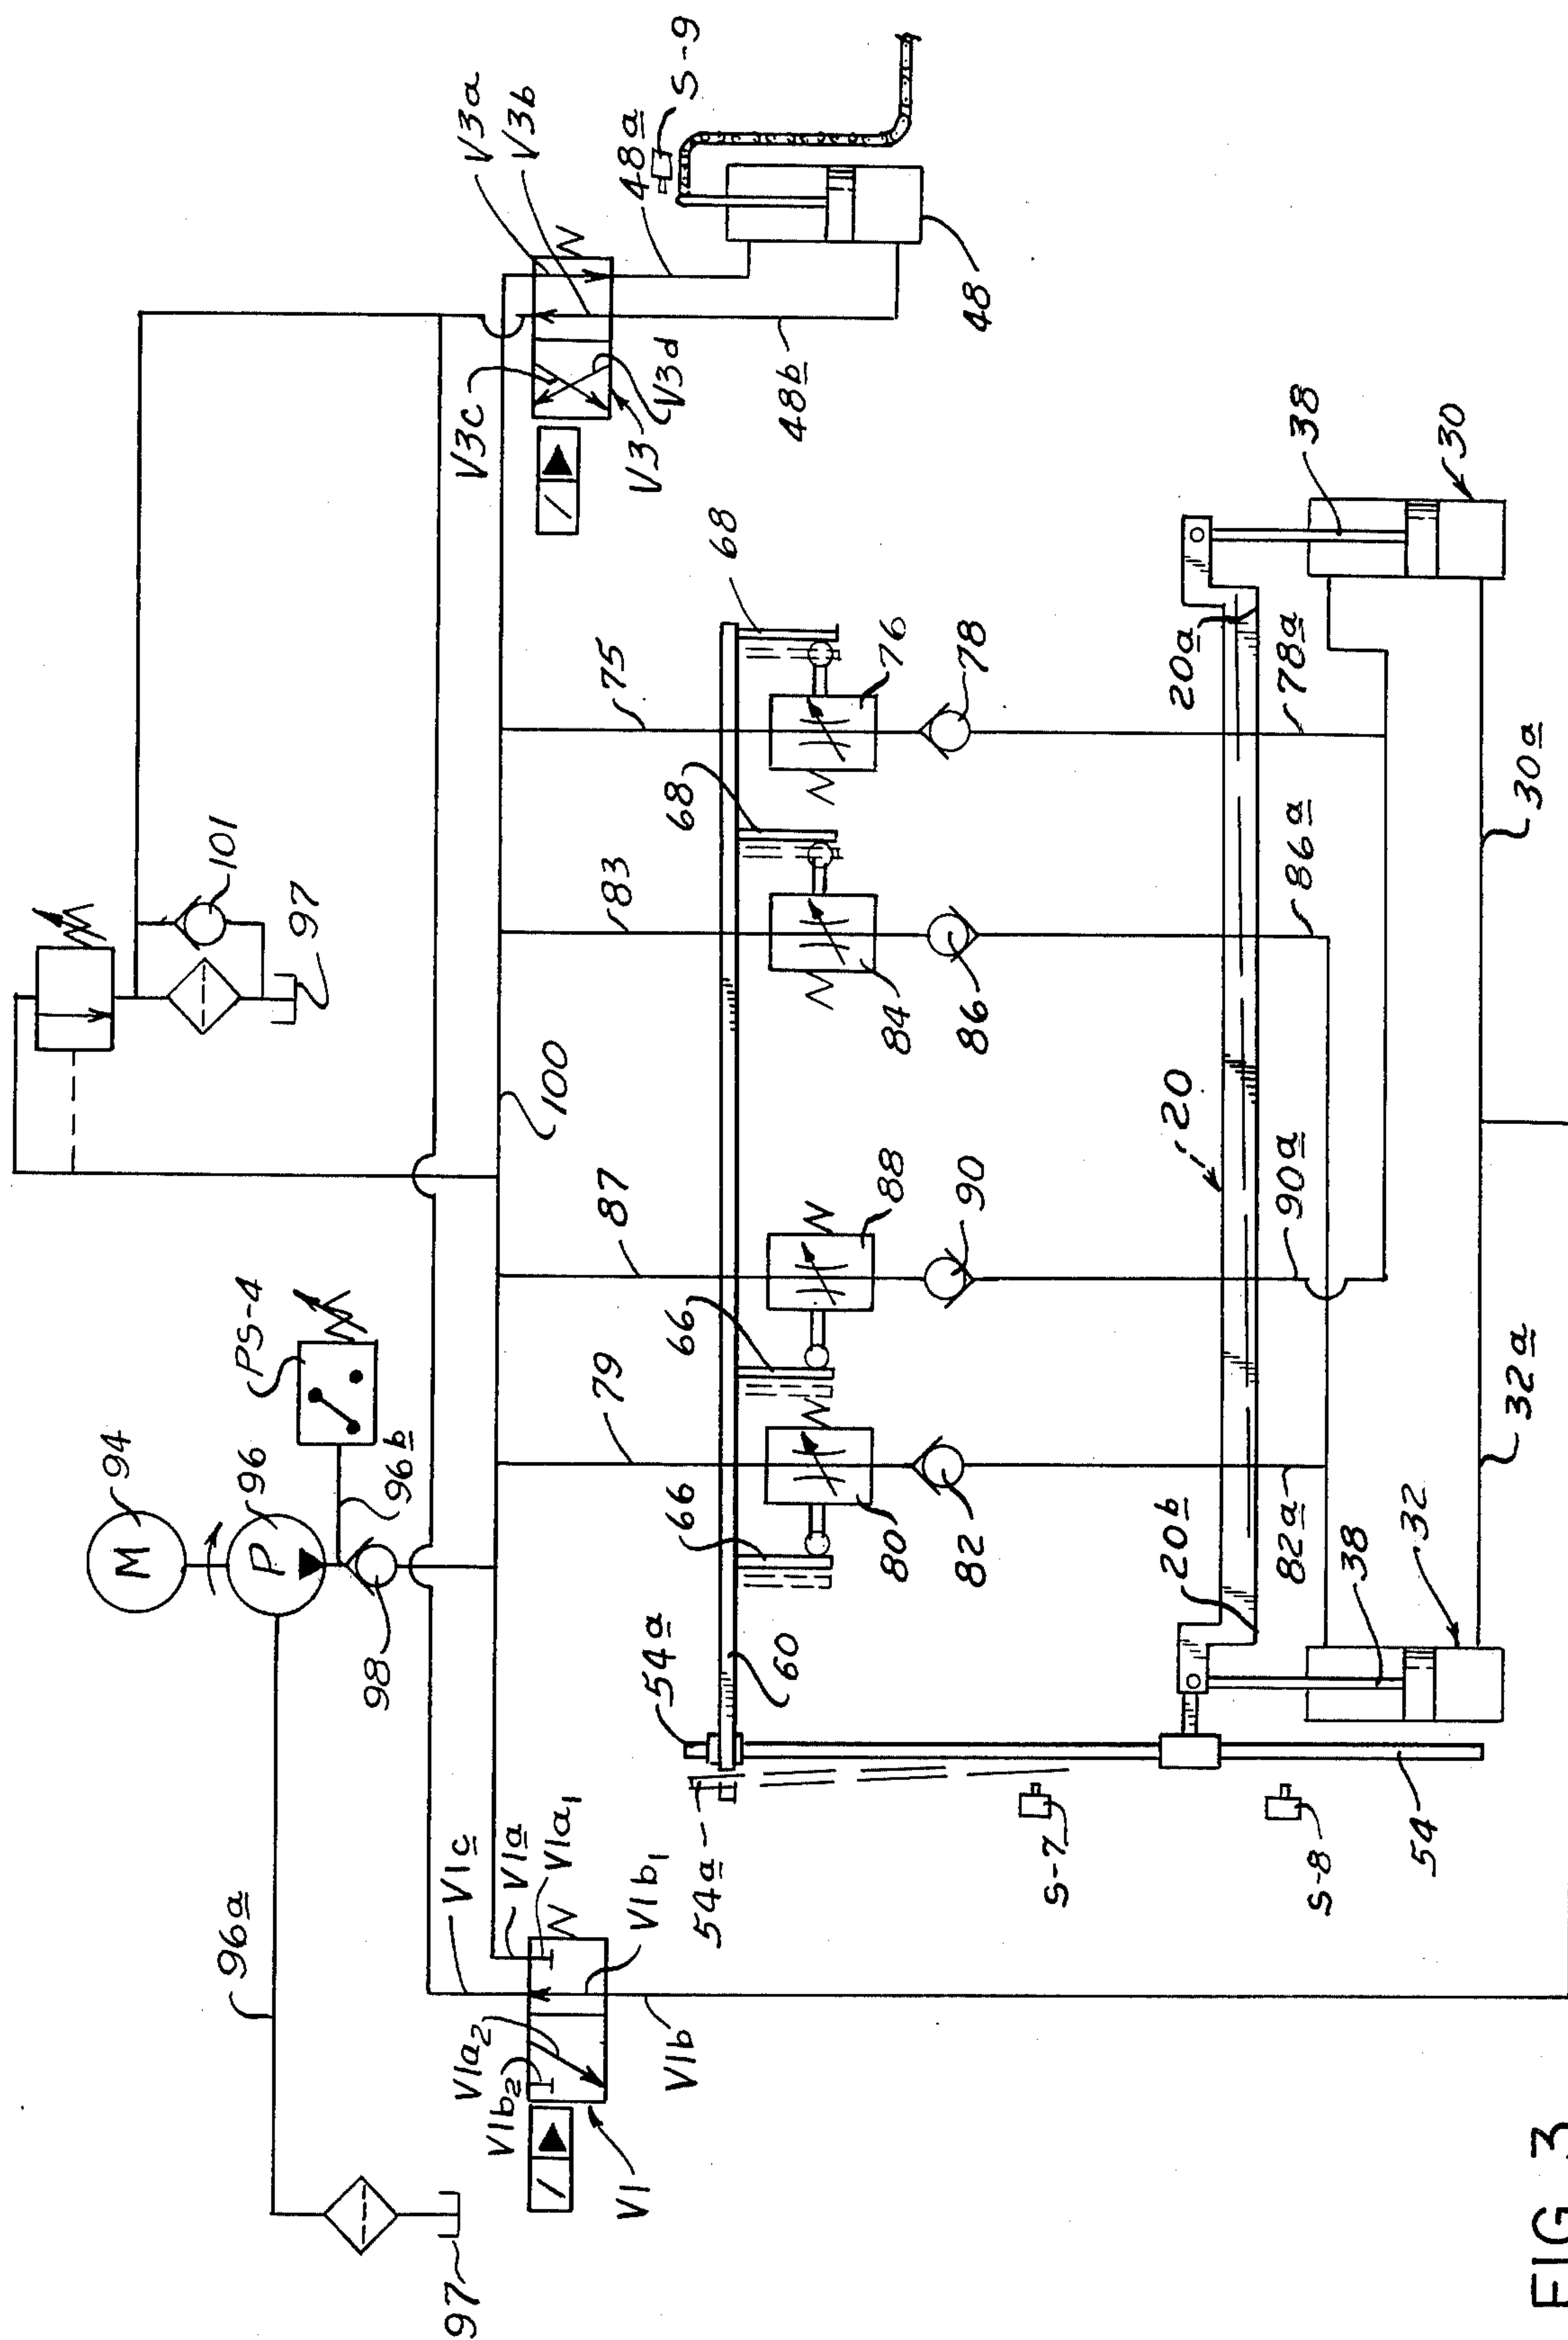 94
M
96
P
PS-4
96b
98
96a
97
101
97
V1c
V1a
V1a1
V1b1
V1a2
V1b2
V1
V1b
V3a
V3b
S-9
48a
V3c
V3d
V3
48b
48
100
79
87
83
75
66
66
68
68
54a
54a
60
80
88
84
76
82
90
86
78
S-7
S-8
54
20
20b
20a
82a
90a
86a
78a
38
38
32
30
32a
30a
FIG. 3